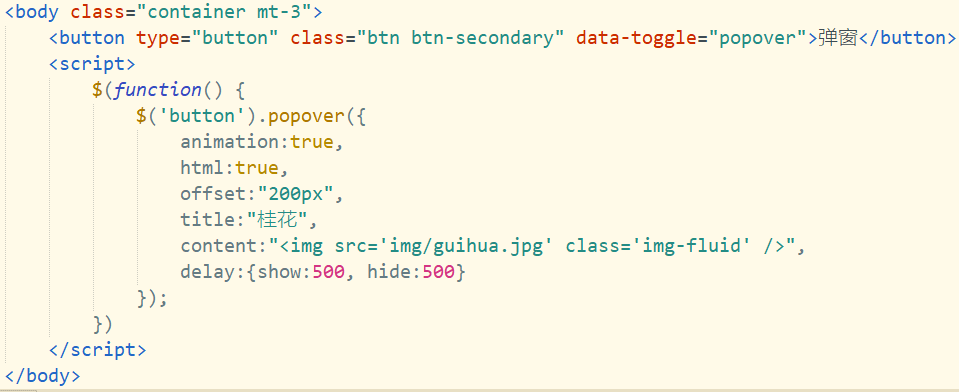 <body class="container mt-3">
<button type="button" class="btn btn-secondary" data-toggle="popover">弹窗</button>
<script>
$(function() {
$('button').popover({
animation:true,
html:true,
offset:"200px",
title:"桂花",
content:"<img src='img/guihua.jpg' class='img-fluid' />",
delay:{show:500, hide:500}
});
})
</script>
</body>